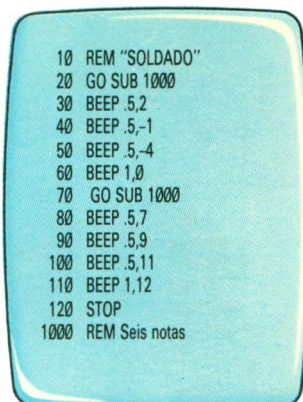 10 REM "SOLDADO"
20 GO SUB 1000
30 BEEP .5,2
40 BEEP .5,-1
50 BEEP .5,-4
60 BEEP 1,0
70 GO SUB 1000
80 BEEP .5,7
90 BEEP .5,9
100 BEEP .5,11
110 BEEP 1,12
120 STOP
1000 REM Seis notas